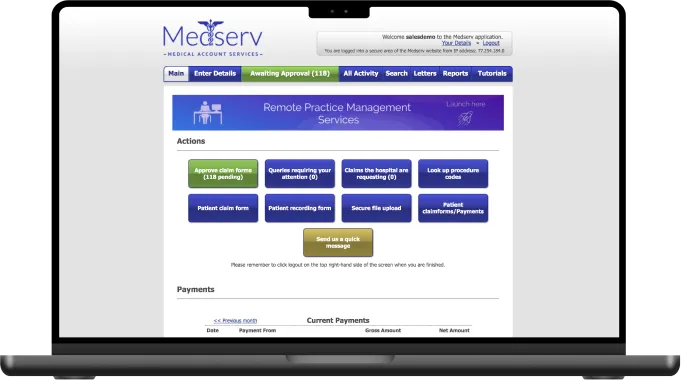 Medserv
MEDICAL ACCOUNT SERVICES
Welcome salesdemo to the Medserv application.
Your Details • Logout
You are logged into a secure area of the Medserv website from IP address: 77.254.184.0
Main Enter Details Awaiting Approval (118) All Activity Search Letters Reports Tutorials
Remote Practice Management
Services
Launch here
Actions
Approve claim forms
(118 pending)
Queries requiring your
attention (0)
Claims the hospital are
requesting (0)
Look up procedure
codes
Patient claim form
Patient recording form
Secure file upload
Patient
claimforms/Payments
Send us a quick
message
Please remember to click logout on the top right-hand side of the screen when you are finished.
Payments
<< Previous month
Current Payments
Date Payment From Gross Amount Net Amount